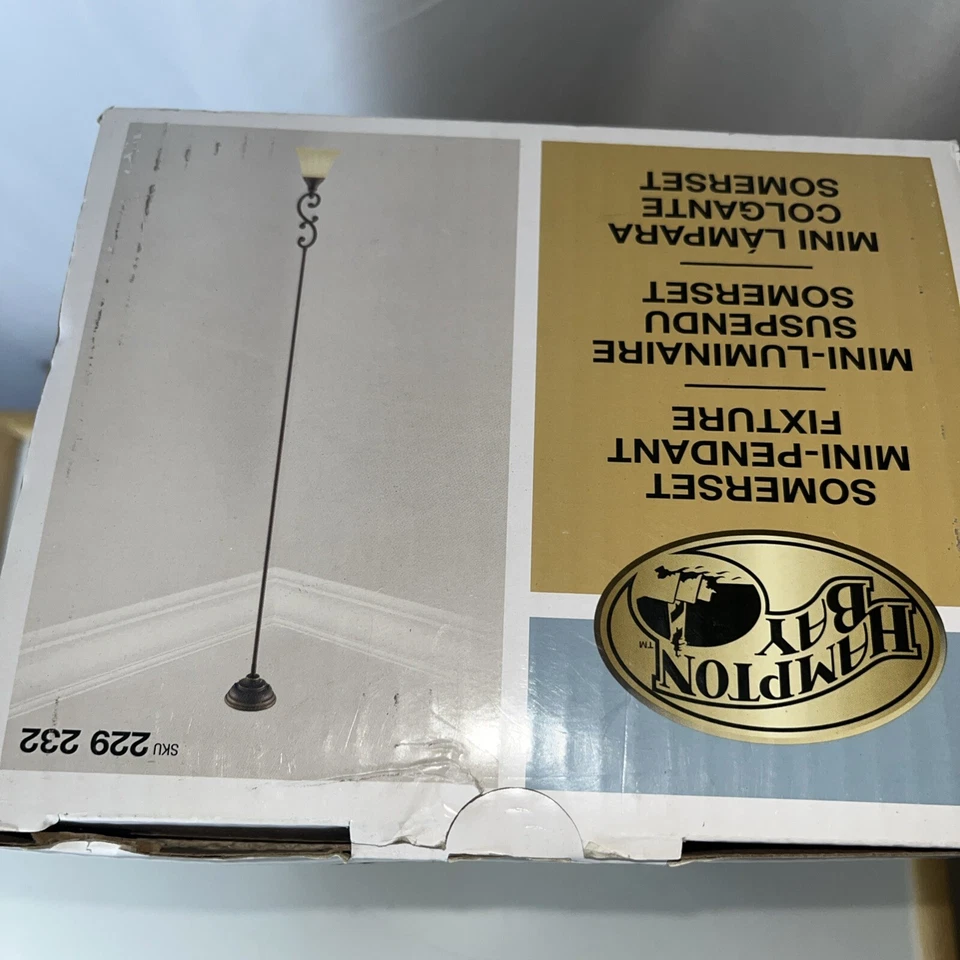 SKU 229 232
HAMPTON
BAY
TM
SOMERSET
MINI-PENDANT
FIXTURE
MINI-LUMINAIRE
SUSPENDU
SOMERSET
MINI LÁMPARA
COLGANTE
SOMERSET